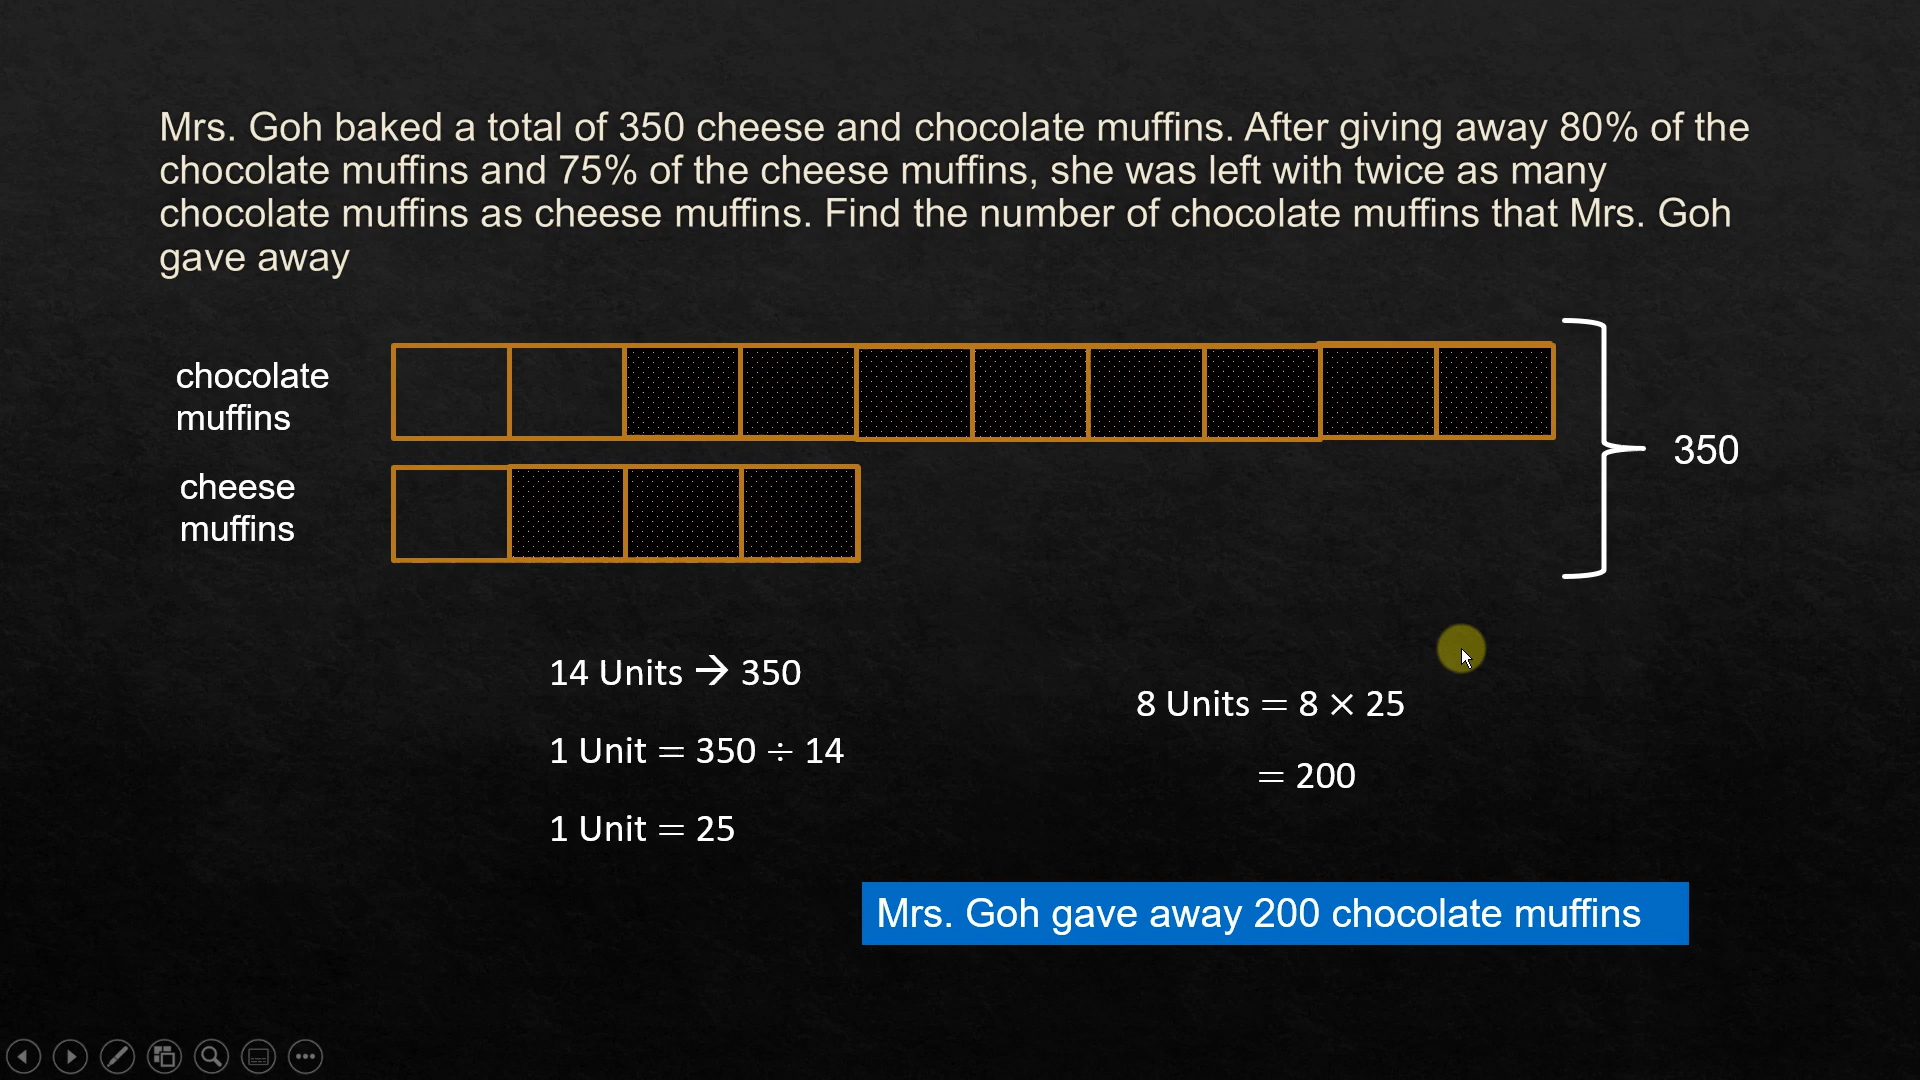 Mrs. Goh baked a total of 350 cheese and chocolate muffins. After giving away 80% of the
chocolate muffins and 75% of the cheese muffins, she was left with twice as many
chocolate muffins as cheese muffins. Find the number of chocolate muffins that Mrs. Goh
gave away
chocolate
muffins
cheese
muffins
350
14 Units → 350
1 Unit = 350 ÷ 14
1 Unit = 25
8 Units = 8 × 25
= 200
Mrs. Goh gave away 200 chocolate muffins